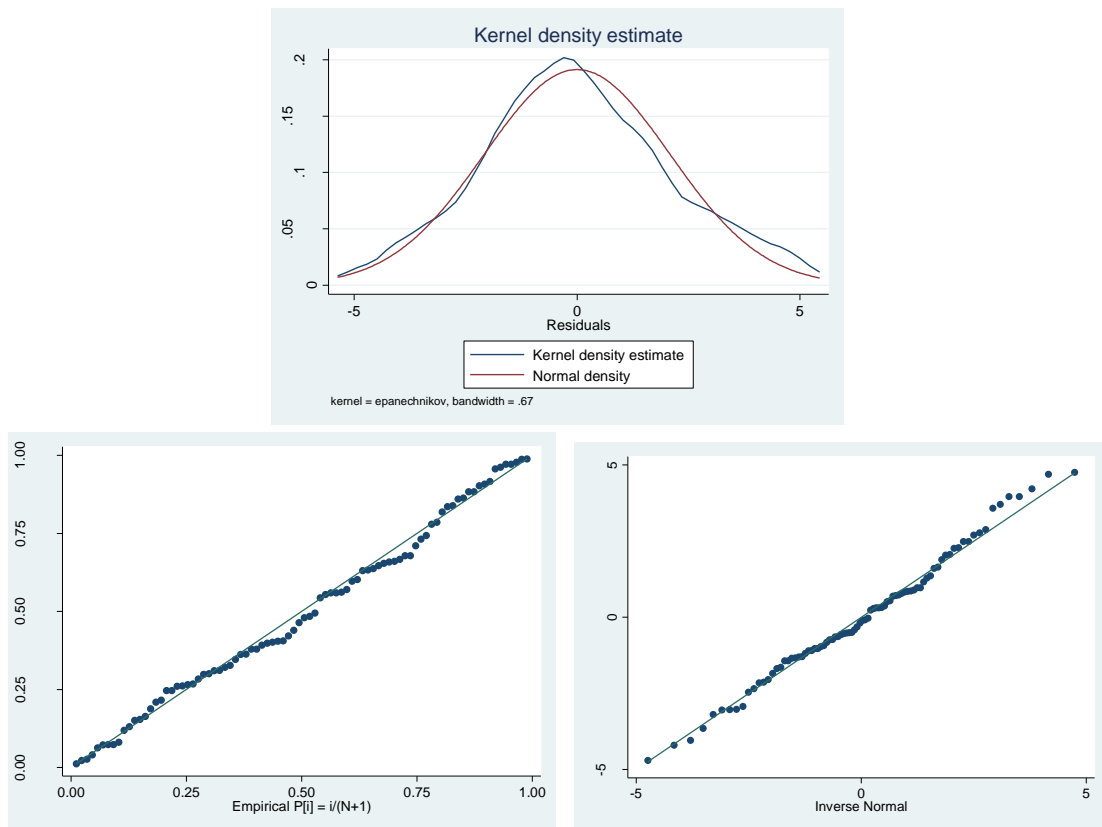 Kernel density estimate
.2
.15
.1
.05
0
-5 0 5
Residuals
Kernel density estimate
Normal density
kernel = epanechnikov, bandwidth = .67
1.00
0.75
0.50
0.25
0.00
0.00 0.25 0.50 0.75 1.00
Empirical P[i] = i/(N+1)
5
0
-5
-5 0 5
Inverse Normal